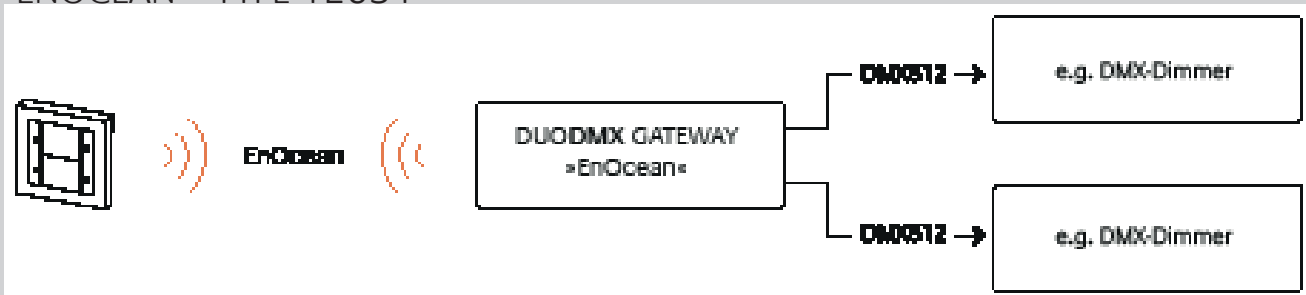 DMX512
e.g. DMX-Dimmer
EnOcean
DUODMX GATEWAY
»EnOcean«
DMX512
e.g. DMX-Dimmer